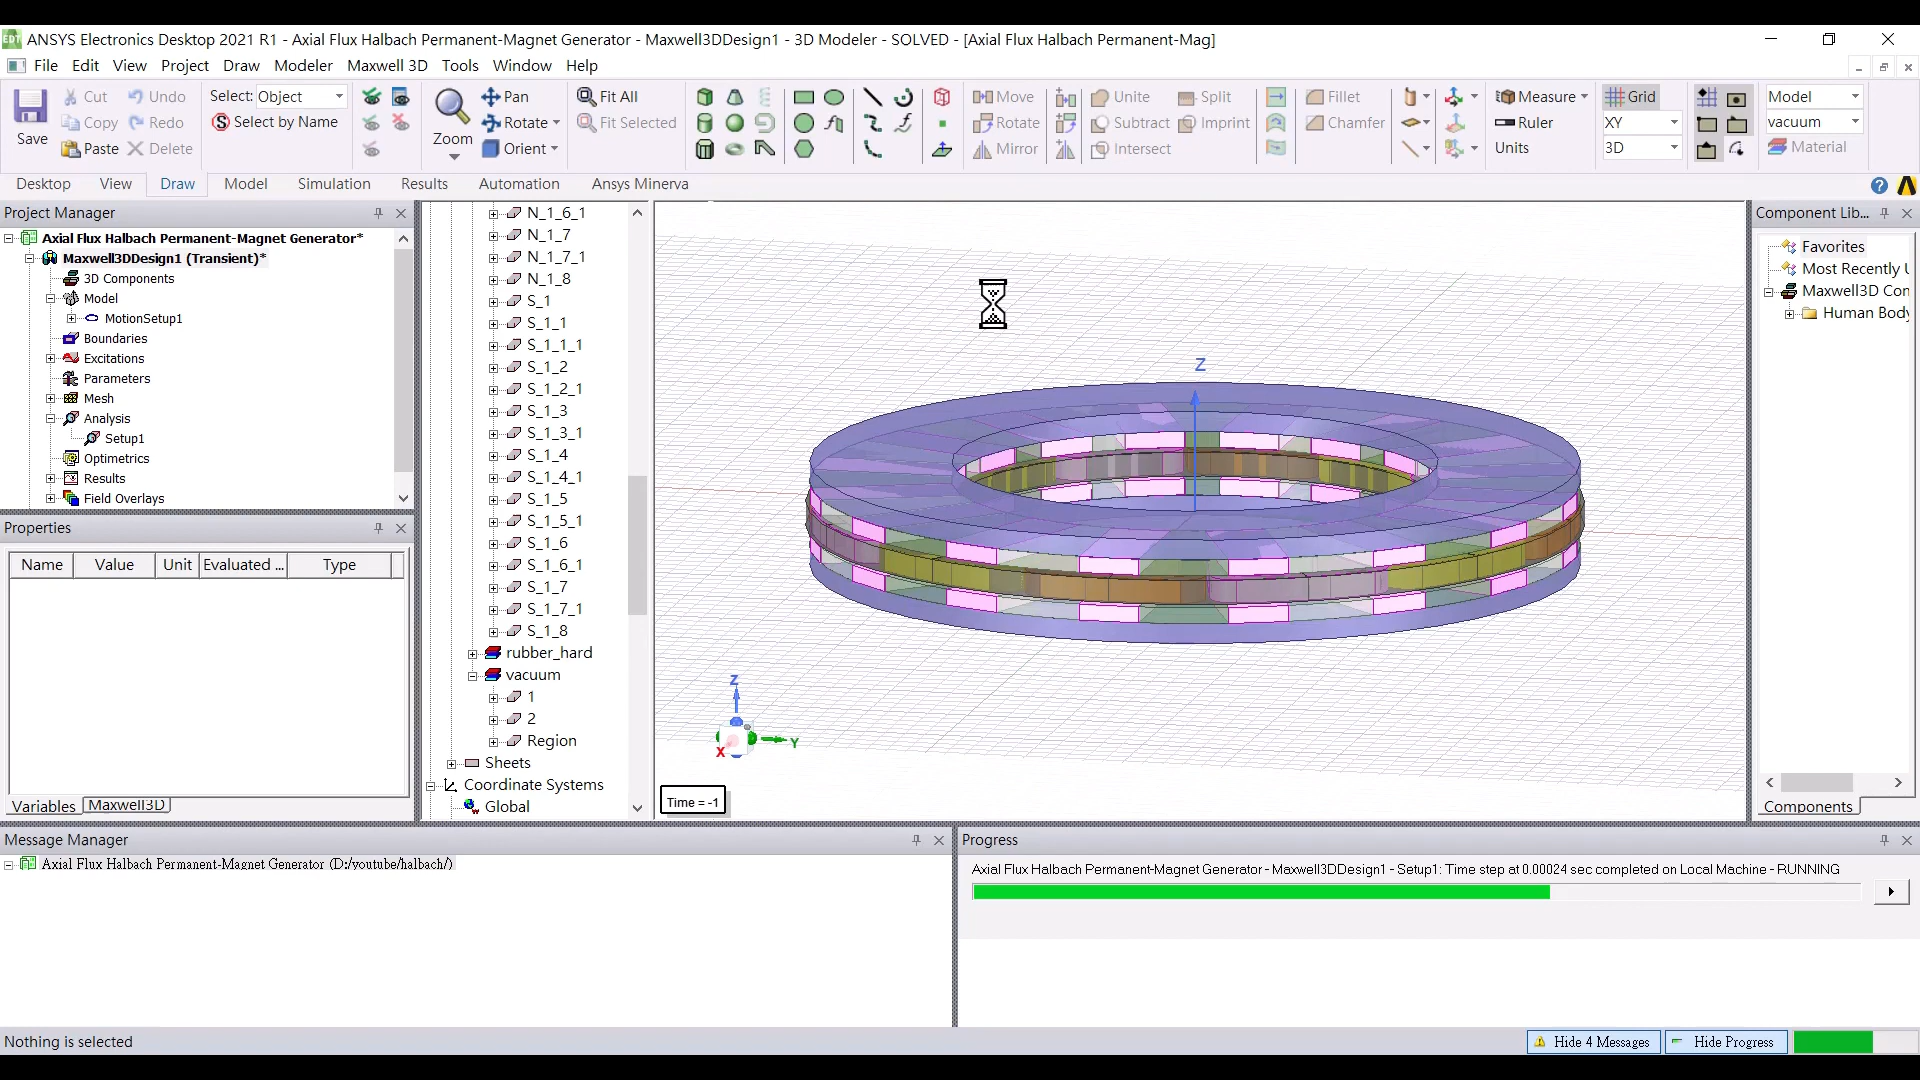 ANSYS Electronics Desktop 2021 R1 - Axial Flux Halbach Permanent-Magnet Generator - Maxwell3DDesign1 - 3D Modeler - SOLVED - [Axial Flux Halbach Permanent-Mag]
File Edit View Project Draw Modeler Maxwell 3D Tools Window Help
Save
Cut Undo
Copy Redo
Paste Delete
Select: Object
Select by Name
Zoom
Pan
Rotate
Orient
Fit All
Fit Selected
Move
Rotate
Mirror
Unite Split
Subtract Imprint
Intersect
Fillet
Chamfer
Measure
Ruler
Units
Grid
XY
3D
Model
vacuum
Material
Desktop View Draw Model Simulation Results Automation Ansys Minerva
Project Manager
Axial Flux Halbach Permanent-Magnet Generator*
Maxwell3DDesign1 (Transient)*
3D Components
Model
MotionSetup1
Boundaries
Excitations
Parameters
Mesh
Analysis
Setup1
Optimetrics
Results
Field Overlays
Properties
Name Value Unit Evaluated ... Type
Variables Maxwell3D
N_1_6_1
N_1_7
N_1_7_1
N_1_8
S_1
S_1_1
S_1_1_1
S_1_2
S_1_2_1
S_1_3
S_1_3_1
S_1_4
S_1_4_1
S_1_5
S_1_5_1
S_1_6
S_1_6_1
S_1_7
S_1_7_1
S_1_8
rubber_hard
vacuum
1
2
Region
Sheets
Coordinate Systems
Global
Z
Z
X
Y
Time = -1
Component Lib...
Favorites
Most Recently U
Maxwell3D Con
Human Body
Components
Message Manager
Axial Flux Halbach Permanent-Magnet Generator (D:/youtube/halbach/)
Progress
Axial Flux Halbach Permanent-Magnet Generator - Maxwell3DDesign1 - Setup1: Time step at 0.00024 sec completed on Local Machine - RUNNING
Nothing is selected
Hide 4 Messages
Hide Progress